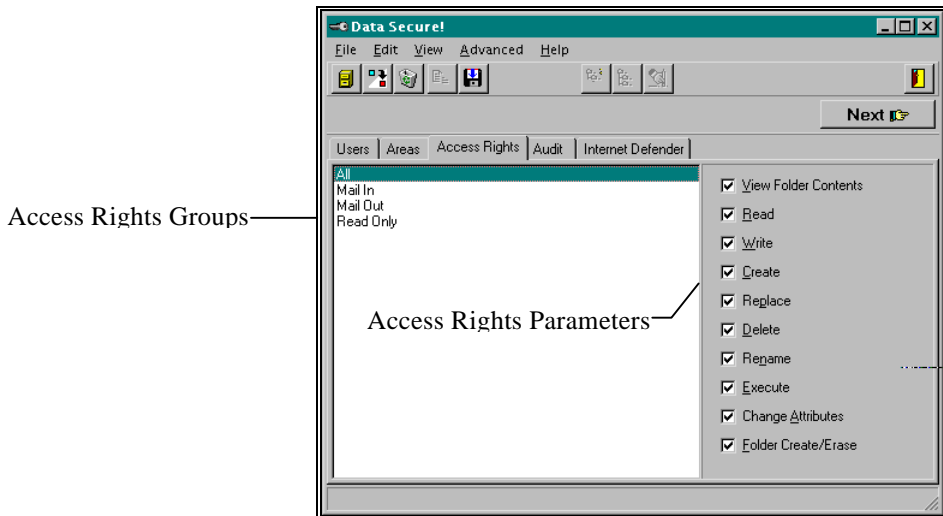 Data Secure!
File Edit View Advanced Help
Next
Users Areas Access Rights Audit Internet Defender
All
Mail In
Mail Out
Read Only
View Folder Contents
Read
Write
Create
Replace
Delete
Rename
Execute
Change Attributes
Folder Create/Erase
Access Rights Groups
Access Rights Parameters